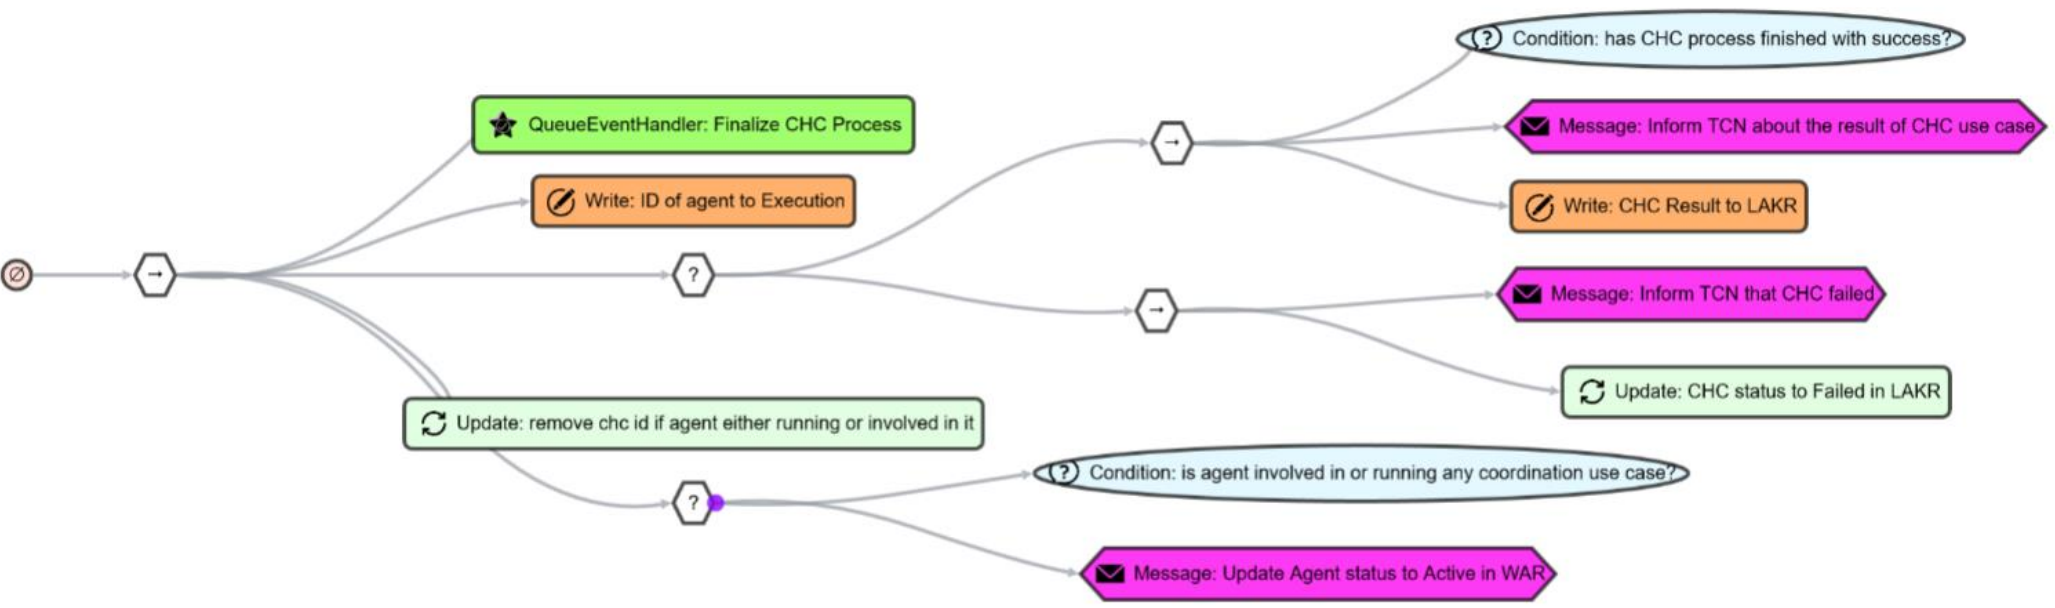 Condition: has CHC process finished with success?
QueueEventHandler: Finalize CHC Process
Message: Inform TCN about the result of CHC use case
Write: ID of agent to Execution
Write: CHC Result to LAKR
∅
→
?
→
→
?
Message: Inform TCN that CHC failed
Update: CHC status to Failed in LAKR
Update: remove chc id if agent either running or involved in it
?
?
Condition: is agent involved in or running any coordination use case?
?
Message: Update Agent status to Active in WAR